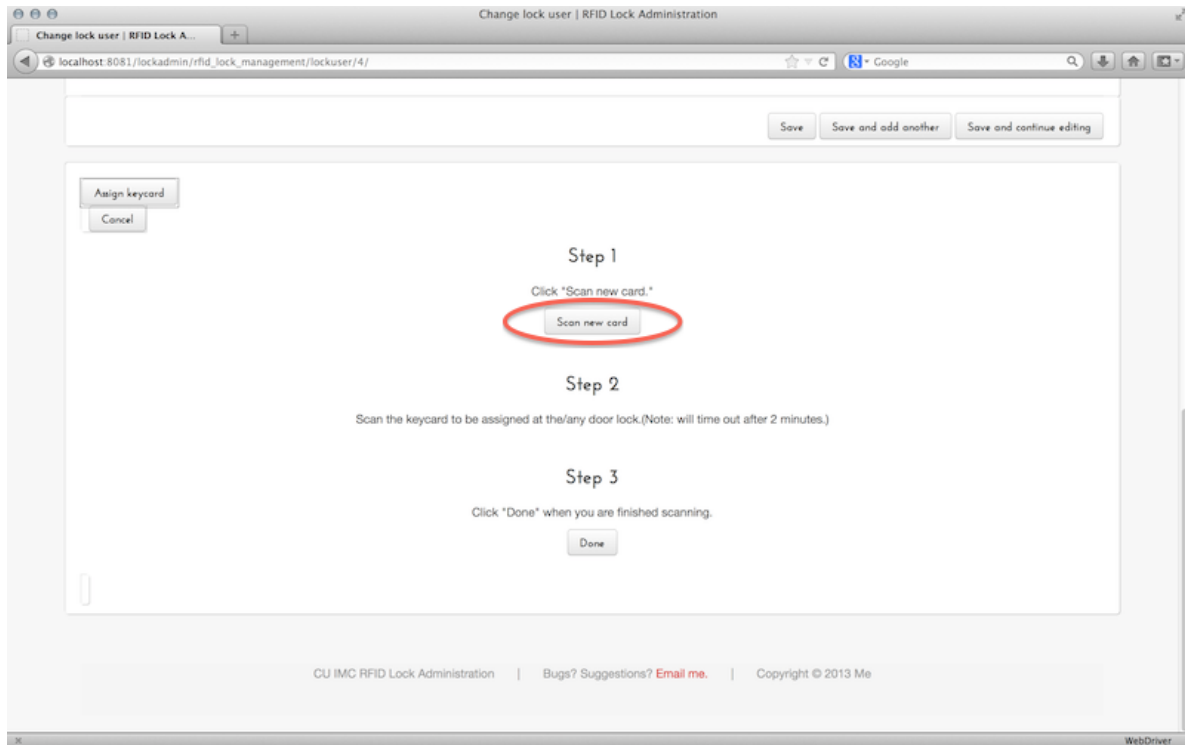 Change lock user | RFID Lock Administration
Change lock user | RFID Lock A...
localhost:8081/lockadmin/rfid_lock_management/lockuser/4/
Google
Save Save and add another Save and continue editing
Assign keycard
Cancel
Step 1
Click "Scan new card."
Scan new card
Step 2
Scan the keycard to be assigned at the/any door lock.(Note: will time out after 2 minutes.)
Step 3
Click "Done" when you are finished scanning.
Done
CU IMC RFID Lock Administration | Bugs? Suggestions? Email me. | Copyright © 2013 Me
WebDriver